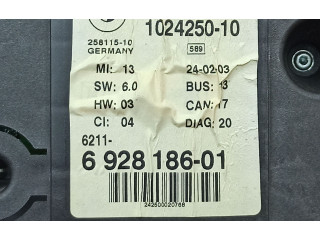 1024250-10
258115-10
GERMANY
589
MI: 13 24-02-03
SW: 6.0 BUS: 13
HW: 03 CAN: 17
CI: 04 DIAG: 20
6211-
6 928 186-01
242500020766